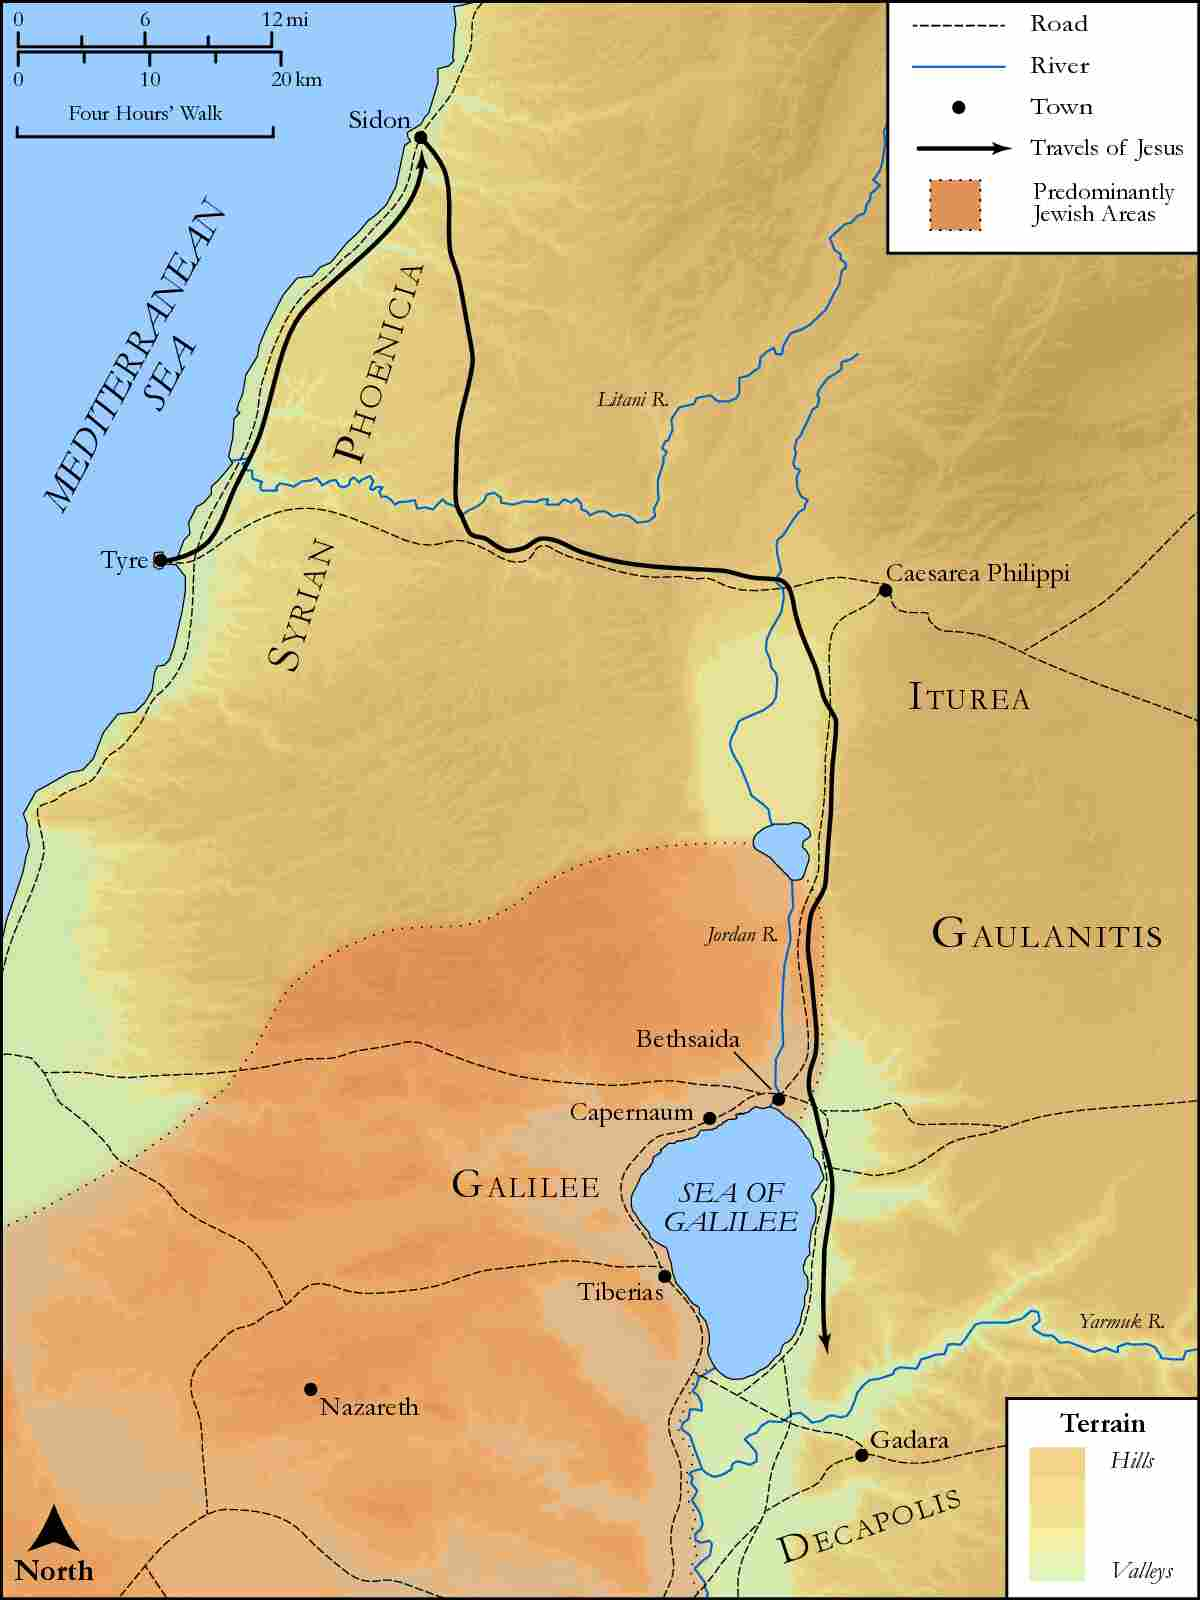 0 6 12 mi
0 10 20 km
Four Hours' Walk
Road
River
Town
Travels of Jesus
Predominantly
Jewish Areas
Sidon
MEDITERRANEAN
SEA
PHOENICIA
Litani R.
Tyre
SYRIAN
Caesarea Philippi
ITUREA
GAULANITIS
Jordan R.
Bethsaida
Capernaum
GALILEE
SEA OF
GALILEE
Tiberias
Yarmuk R.
Nazareth
Gadara
DECAPOLIS
North
Terrain
Hills
Valleys